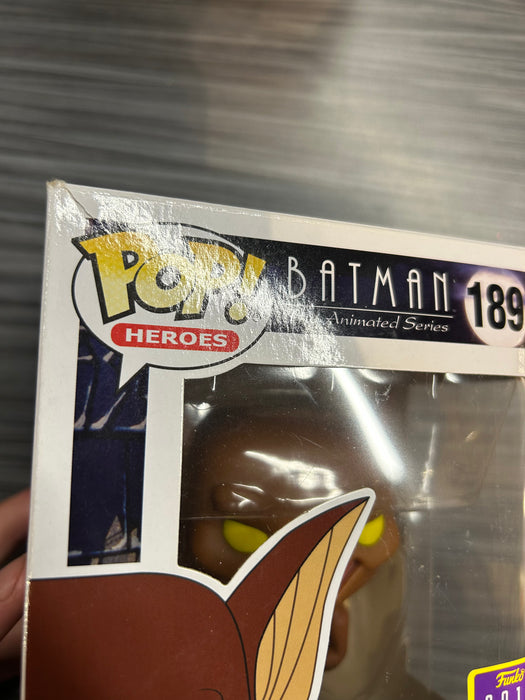 POP!
HEROES
BATMAN
Animated Series
189
Funko